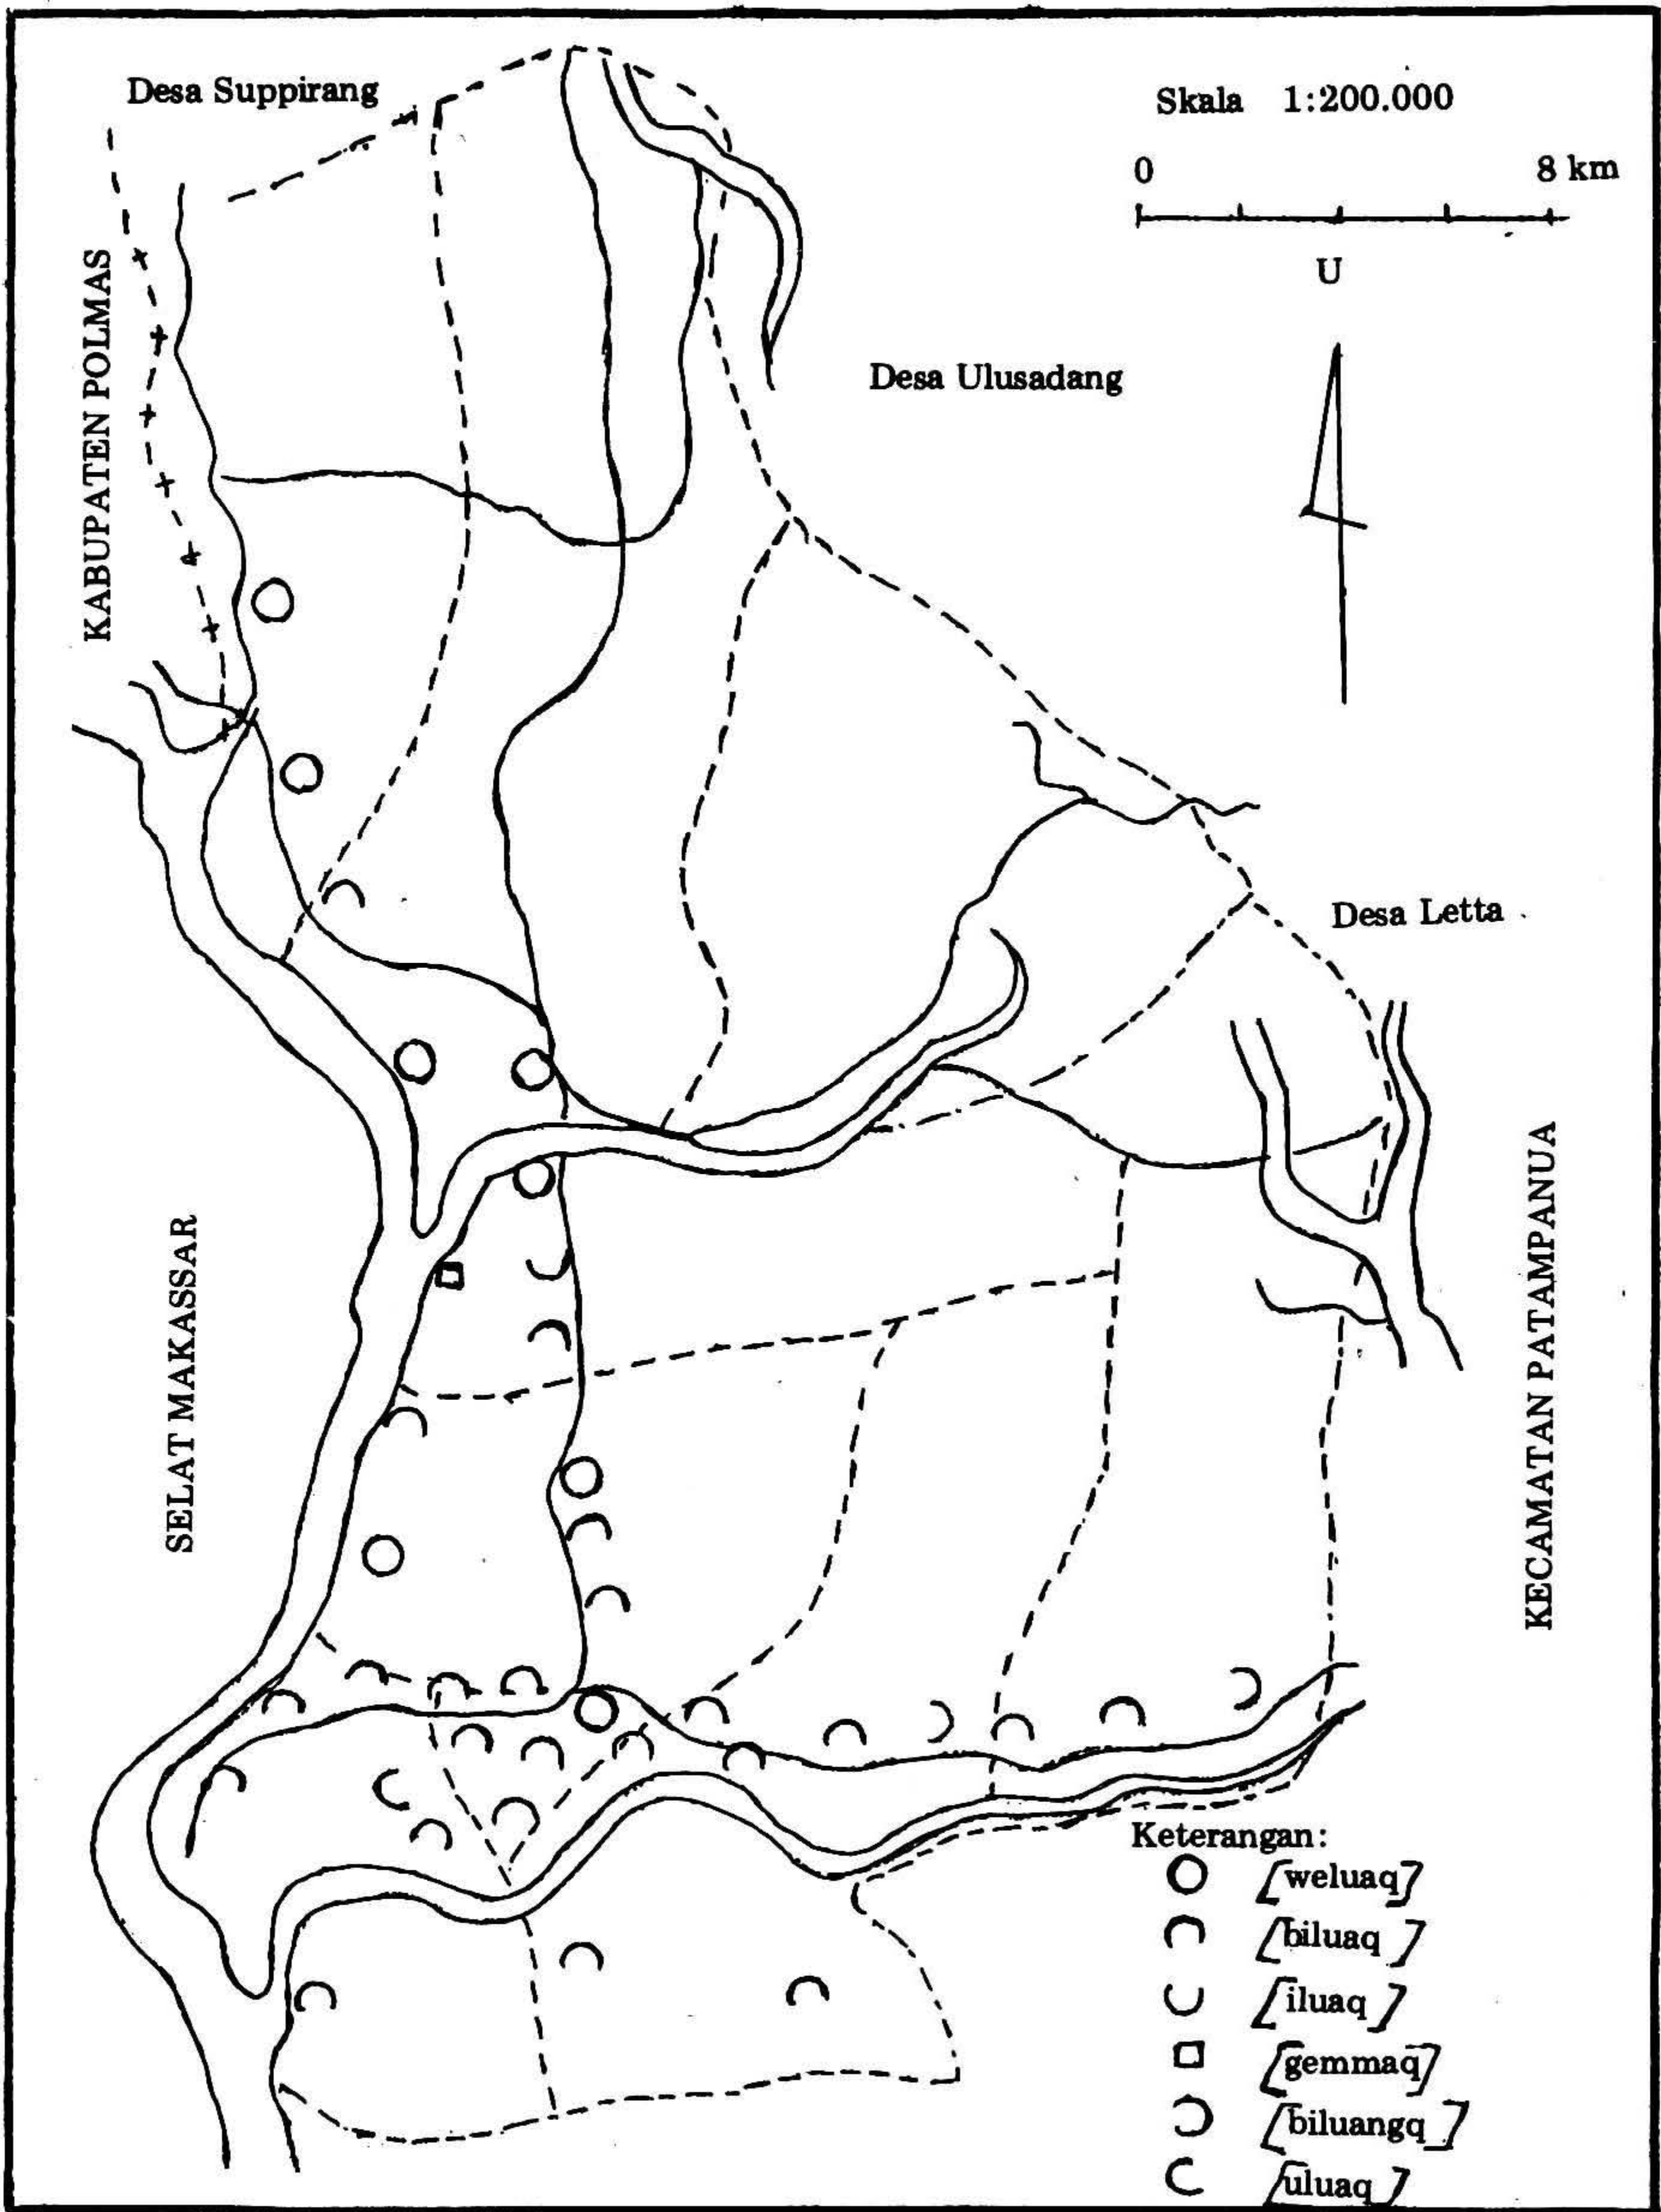 Desa Suppirang
Skala 1:200.000
0 8 km
U
KABUPATEN POLMAS
Desa Ulusadang
Desa Letta
SELAT MAKASSAR
KECAMATAN PATAMPANUA
Keterangan:
[weluaq]
[biluaq]
[iluaq]
[gemmaq]
[biluangq]
[uluaq]